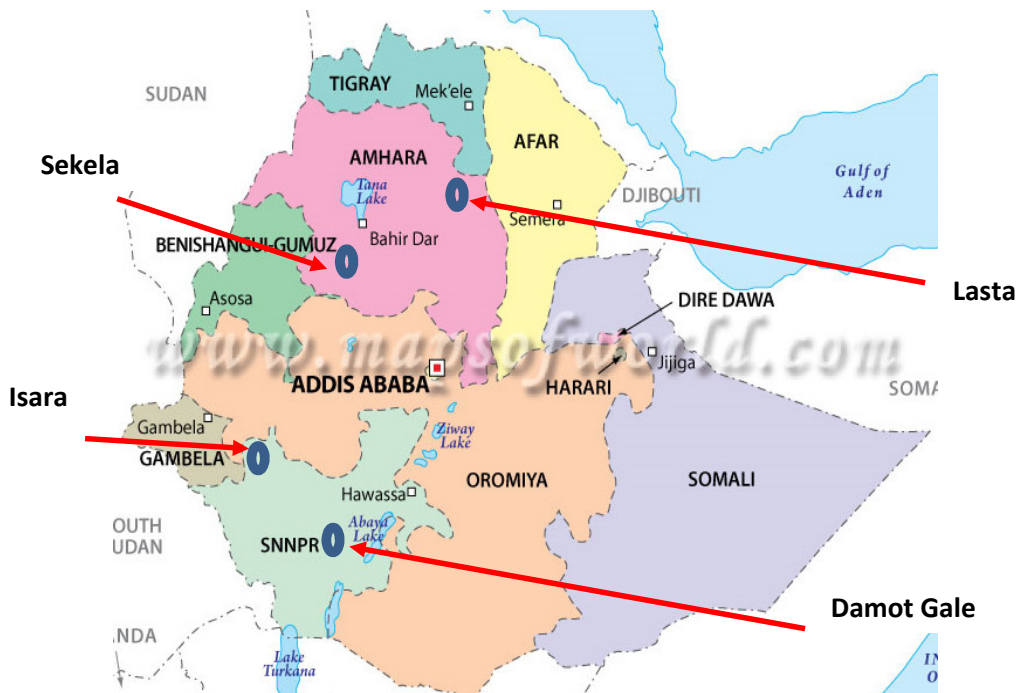 SUDAN
TIGRAY
Mek'ele
AFAR
Sekela
AMHARA
Tana
Lake
Gulf of
Aden
DJIBOUTI
Semera
BENISHANGUL-GUMUZ
Bahir Dar
Lasta
Asosa
DIRE DAWA
www.mapsofworld.com
Jijiga
ADDIS ABABA
HARARI
SOMA
Isara
Gambela
GAMBELA
Ziway
Lake
OROMIYA
SOMALI
Hawassa
OUTH
UDAN
Abaya
Lake
SNNPR
Damot Gale
NDA
Lake
Turkana
IN
O